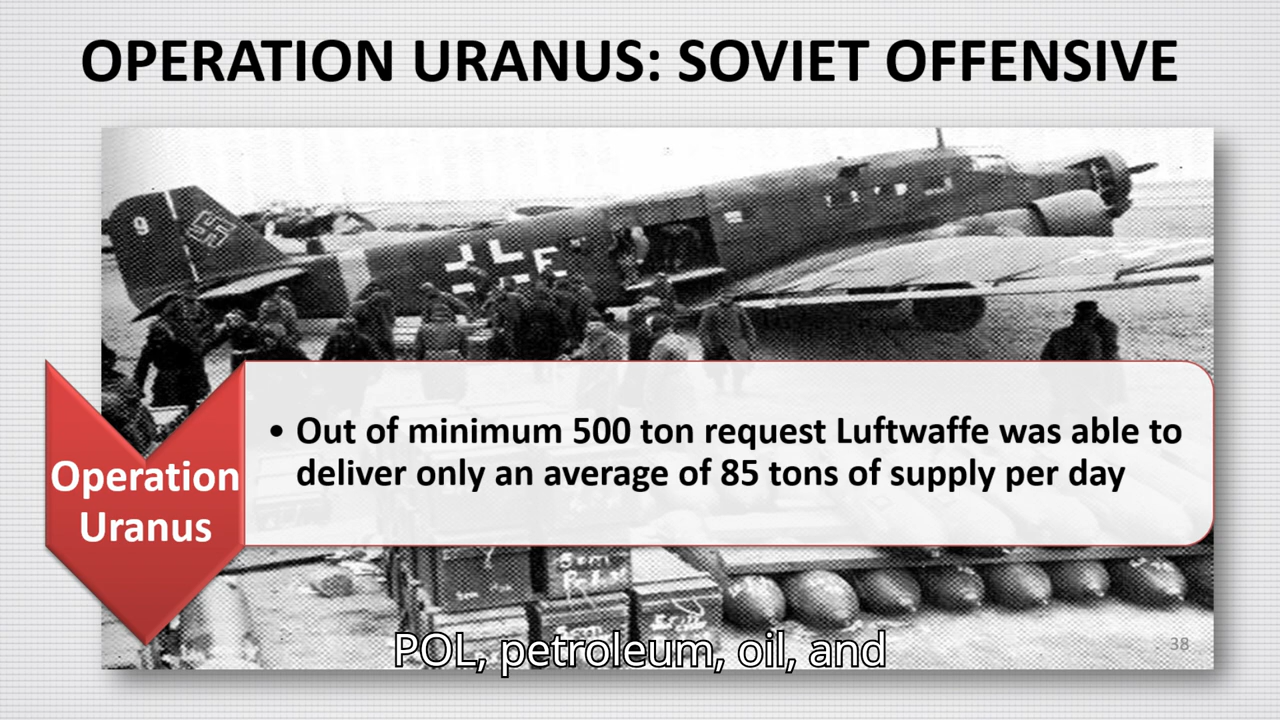 OPERATION URANUS: SOVIET OFFENSIVE
9
L E
• Out of minimum 500 ton request Luftwaffe was able to
deliver only an average of 85 tons of supply per day
Operation
Uranus
POL, petroleum, oil, and
38